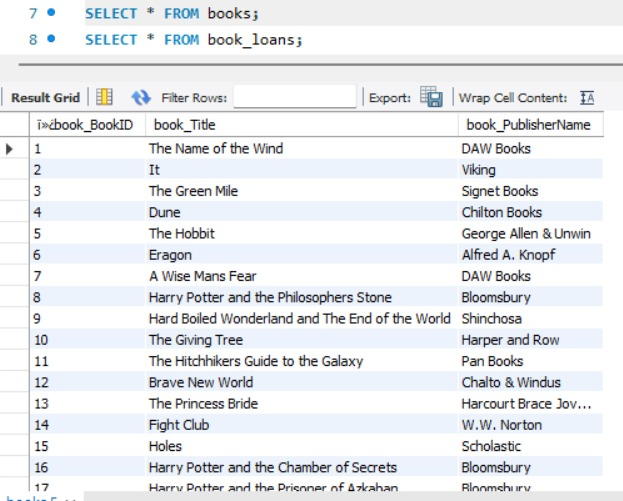 7 SELECT * FROM books;
8 SELECT * FROM book_loans;
Result Grid Filter Rows: Export: Wrap Cell Content: IA
ï»¿book_BookID book_Title book_PublisherName
1 The Name of the Wind DAW Books
2 It Viking
3 The Green Mile Signet Books
4 Dune Chilton Books
5 The Hobbit George Allen & Unwin
6 Eragon Alfred A. Knopf
7 A Wise Mans Fear DAW Books
8 Harry Potter and the Philosophers Stone Bloomsbury
9 Hard Boiled Wonderland and The End of the World Shinchosa
10 The Giving Tree Harper and Row
11 The Hitchhikers Guide to the Galaxy Pan Books
12 Brave New World Chalto & Windus
13 The Princess Bride Harcourt Brace Jov...
14 Fight Club W.W. Norton
15 Holes Scholastic
16 Harry Potter and the Chamber of Secrets Bloomsbury
17 Harry Potter and the Prisoner of Azkaban Bloomsbury